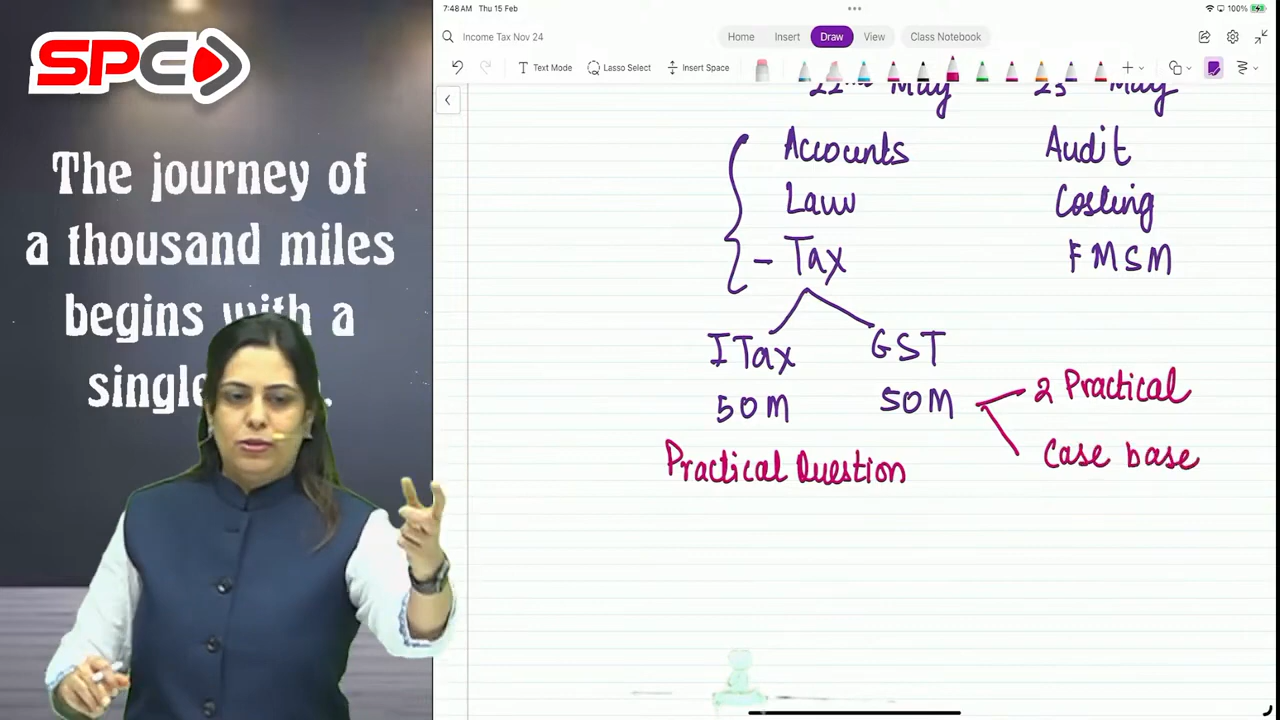 SPE
The journey of
a thousand miles
begins with a
single
7:48 AM Thu 15 Feb
100%
Income Tax Nov 24
Home Insert Draw View Class Notebook
Text Mode Lasso Select Insert Space
May May
Accounts Audit
Law Costing
- Tax FMSM
I Tax GST
50M 50M
2 Practical
Case base
Practical Question